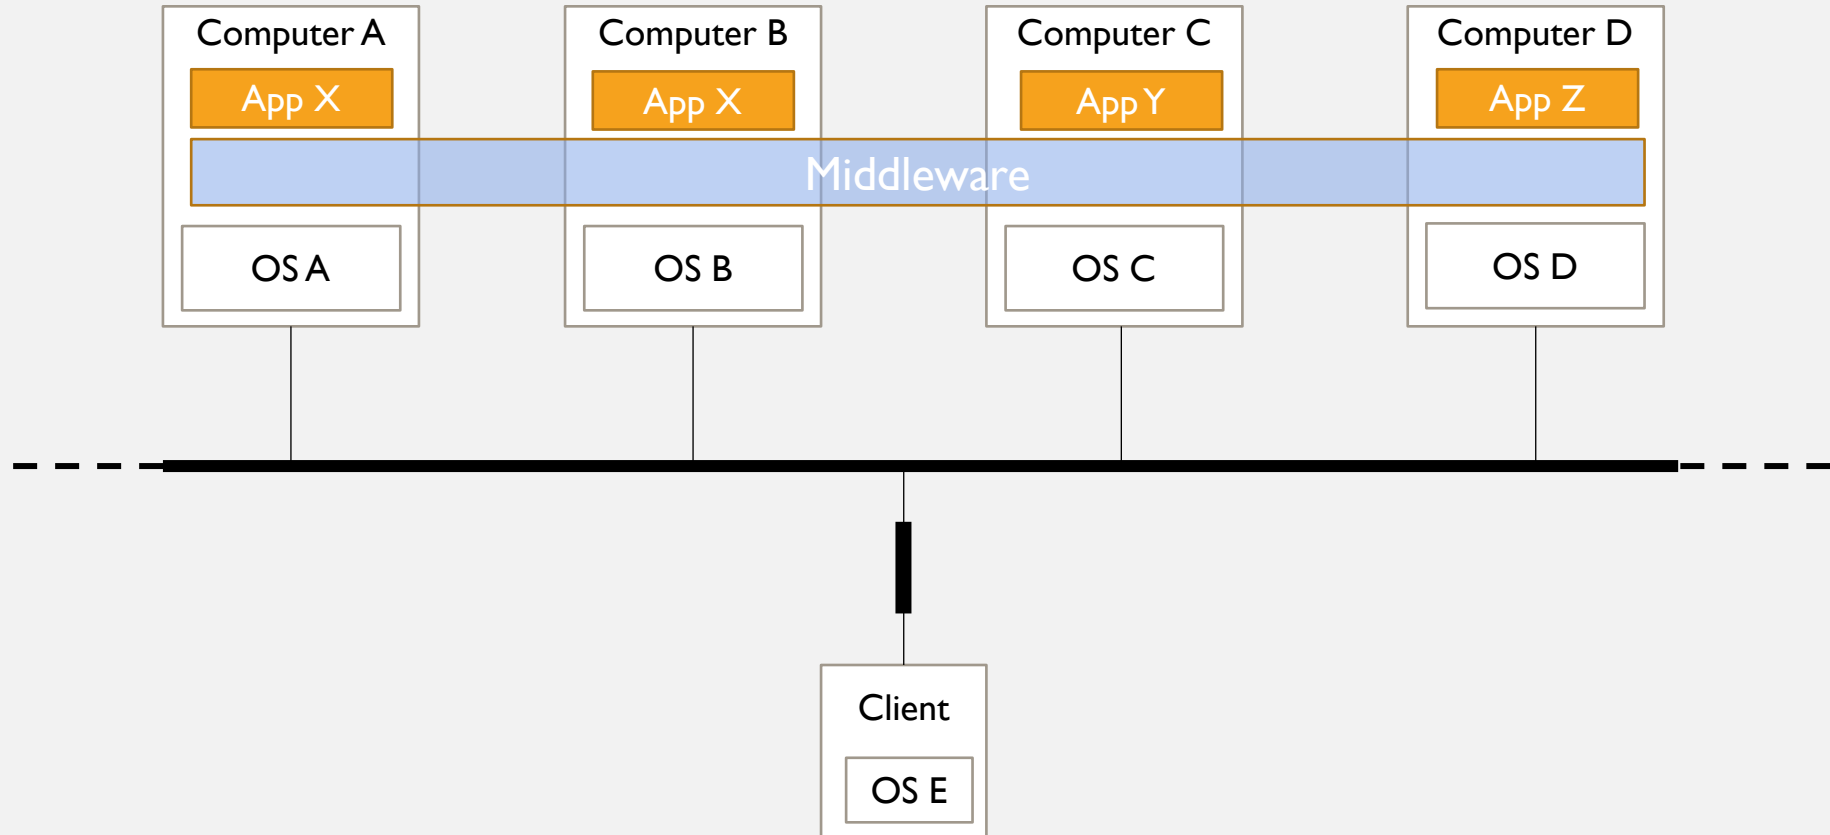 Computer A
Computer B
Computer C
Computer D
App X
App X
App Y
App Z
Middleware
OS A
OS B
OS C
OS D
Client
OS E